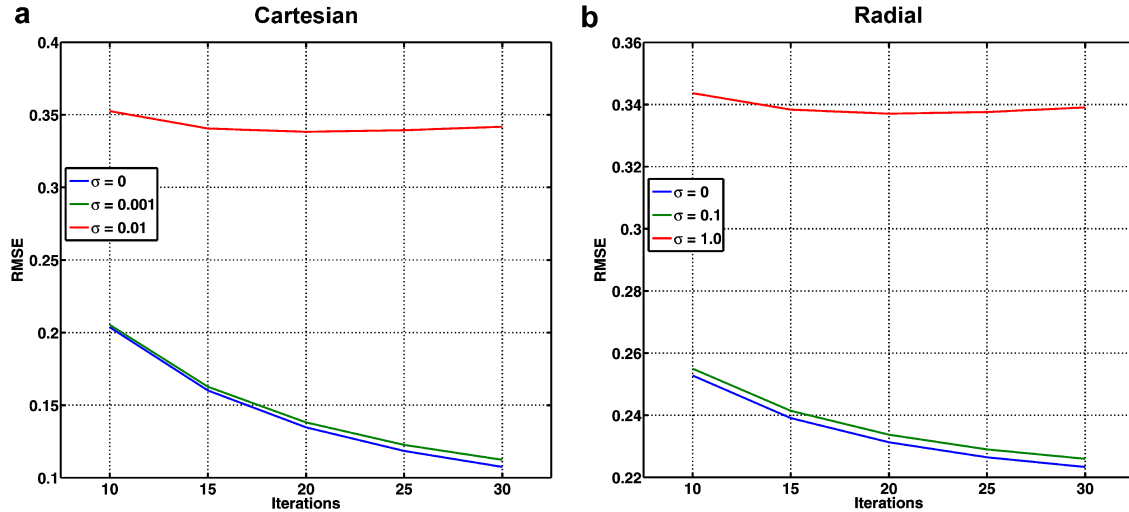 a
Cartesian
0.4
0.35
0.3
0.25
0.2
0.15
0.1
RMSE
σ = 0
σ = 0.001
σ = 0.01
10 15 20 25 30
Iterations
b
Radial
0.36
0.34
0.32
0.3
0.28
0.26
0.24
0.22
RMSE
σ = 0
σ = 0.1
σ = 1.0
10 15 20 25 30
Iterations